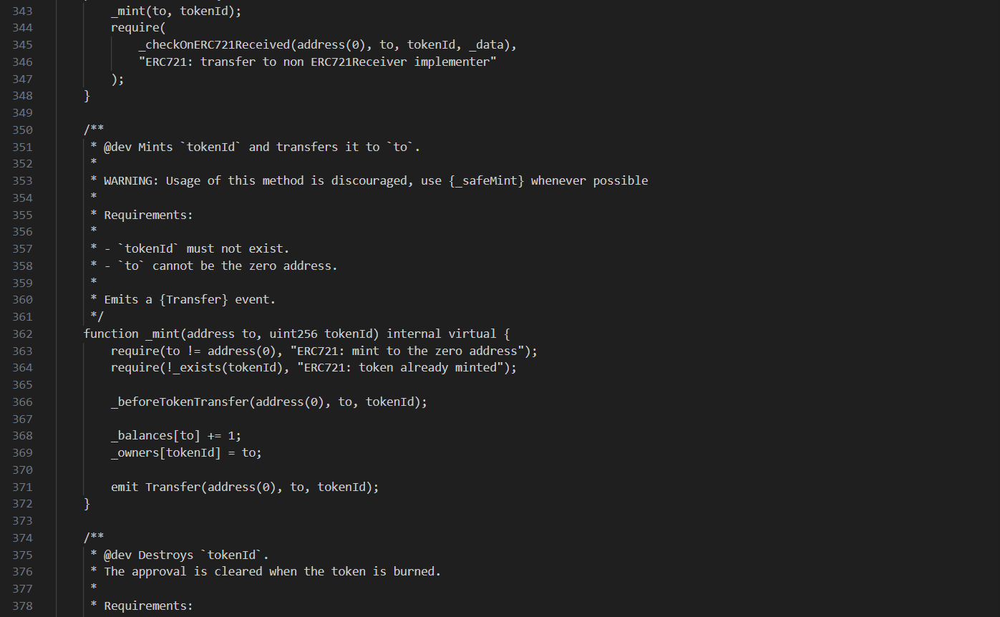 343 _mint(to, tokenId);
344 require(
345 _checkOnERC721Received(address(0), to, tokenId, _data),
346 "ERC721: transfer to non ERC721Receiver implementer"
347 );
348 }
349
350 /**
351 * @dev Mints `tokenId` and transfers it to `to`.
352 *
353 * WARNING: Usage of this method is discouraged, use {_safeMint} whenever possible
354 *
355 * Requirements:
356 *
357 * - `tokenId` must not exist.
358 * - `to` cannot be the zero address.
359 *
360 * Emits a {Transfer} event.
361 */
362 function _mint(address to, uint256 tokenId) internal virtual {
363 require(to != address(0), "ERC721: mint to the zero address");
364 require(!_exists(tokenId), "ERC721: token already minted");
365
366 _beforeTokenTransfer(address(0), to, tokenId);
367
368 _balances[to] += 1;
369 _owners[tokenId] = to;
370
371 emit Transfer(address(0), to, tokenId);
372 }
373
374 /**
375 * @dev Destroys `tokenId`.
376 * The approval is cleared when the token is burned.
377 *
378 * Requirements: